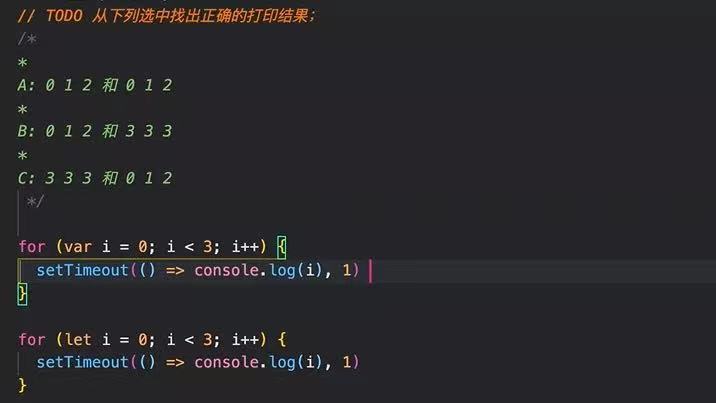 // TODO 从下列选中找出正确的打印结果;
/*
*
A: 0 1 2 和 0 1 2
*
B: 0 1 2 和 3 3 3
*
C: 3 3 3 和 0 1 2
*/
for (var i = 0; i < 3; i++) {
setTimeout(() => console.log(i), 1)
}
for (let i = 0; i < 3; i++) {
setTimeout(() => console.log(i), 1)
}